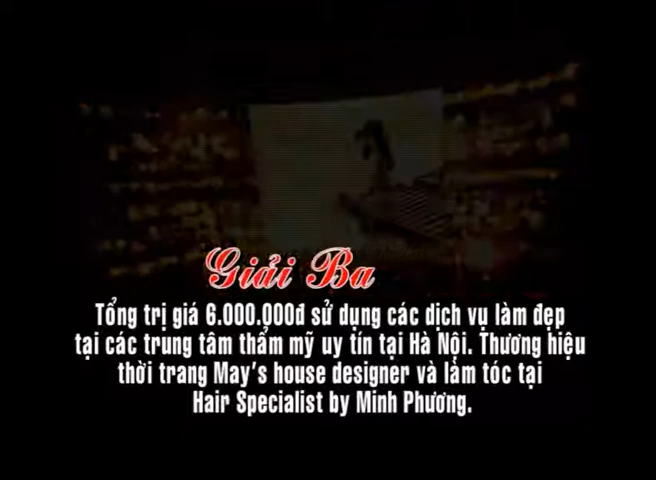 Giải Ba
Tổng trị giá 6.000.000đ sử dụng các dịch vụ làm đẹp
tại các trung tâm thẩm mỹ uy tín tại Hà Nội. Thương hiệu
thời trang May's house designer và làm tóc tại
Hair Specialist by Minh Phương.